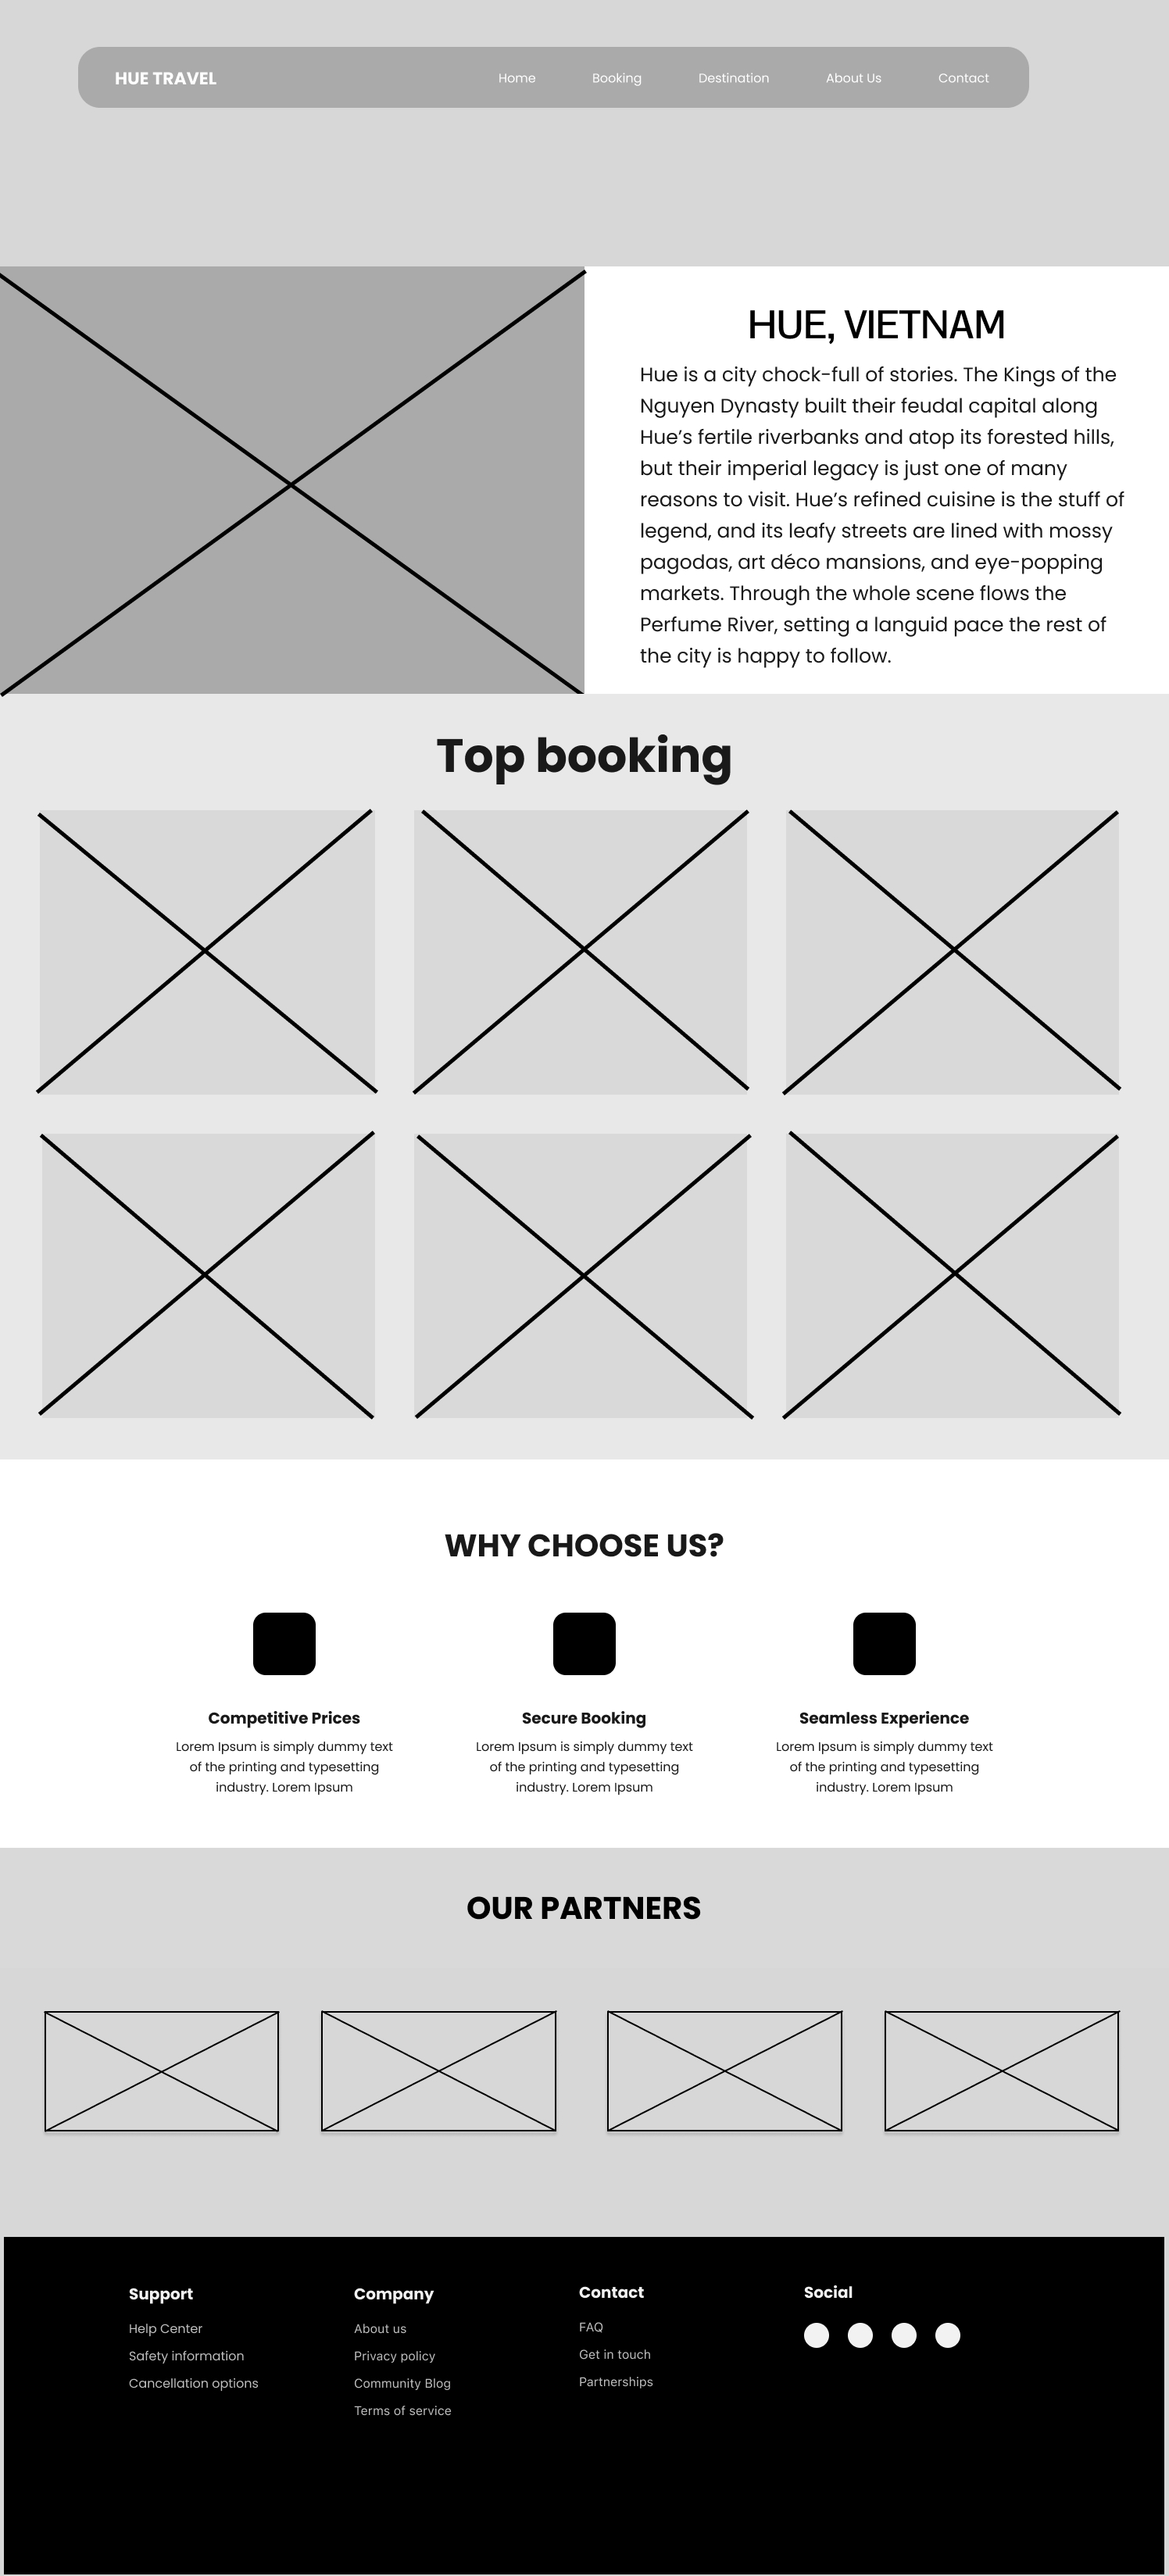 HUE TRAVEL
Home
Booking
Destination
About Us
Contact
HUE, VIETNAM
Hue is a city chock-full of stories. The Kings of the
Nguyen Dynasty built their feudal capital along
Hue’s fertile riverbanks and atop its forested hills,
but their imperial legacy is just one of many
reasons to visit. Hue’s refined cuisine is the stuff of
legend, and its leafy streets are lined with mossy
pagodas, art déco mansions, and eye-popping
markets. Through the whole scene flows the
Perfume River, setting a languid pace the rest of
the city is happy to follow.
Top booking
WHY CHOOSE US?
Competitive Prices
Lorem Ipsum is simply dummy text
of the printing and typesetting
industry. Lorem Ipsum
Secure Booking
Lorem Ipsum is simply dummy text
of the printing and typesetting
industry. Lorem Ipsum
Seamless Experience
Lorem Ipsum is simply dummy text
of the printing and typesetting
industry. Lorem Ipsum
OUR PARTNERS
Support
Help Center
Safety information
Cancellation options
Company
About us
Privacy policy
Community Blog
Terms of service
Contact
FAQ
Get in touch
Partnerships
Social